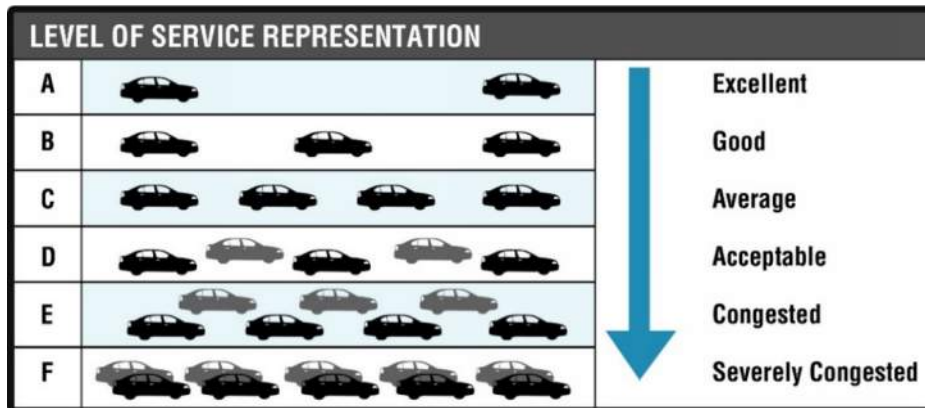 LEVEL OF SERVICE REPRESENTATION
A Excellent
B Good
C Average
D Acceptable
E Congested
F Severely Congested